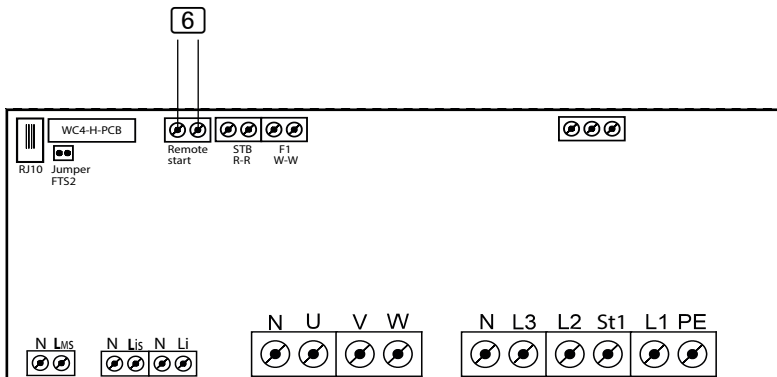 6
WC4-H-PCB
RJ10
Jumper
FTS2
Remote
start
STB
R-R
F1
W-W
N LMS
N Lis N Li
N U V W
N L3 L2 St1 L1 PE